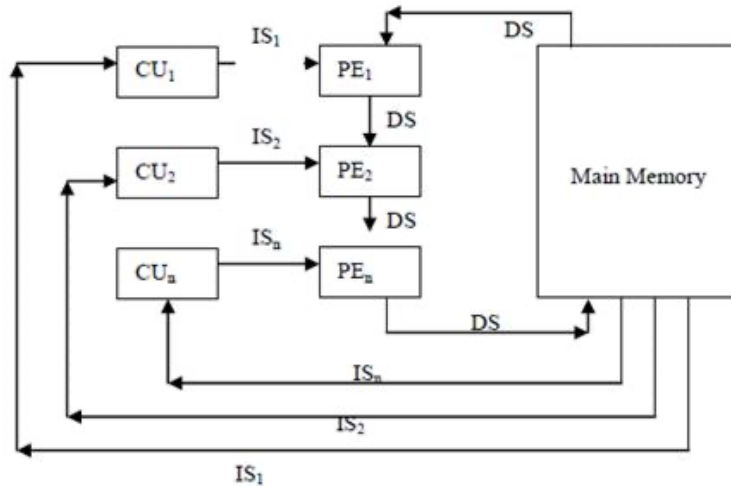 DS
IS₁
CU₁
PE₁
DS
IS₂
CU₂
PE₂
Main Memory
DS
ISₙ
CUₙ
PEₙ
DS
ISₙ
IS₂
IS₁